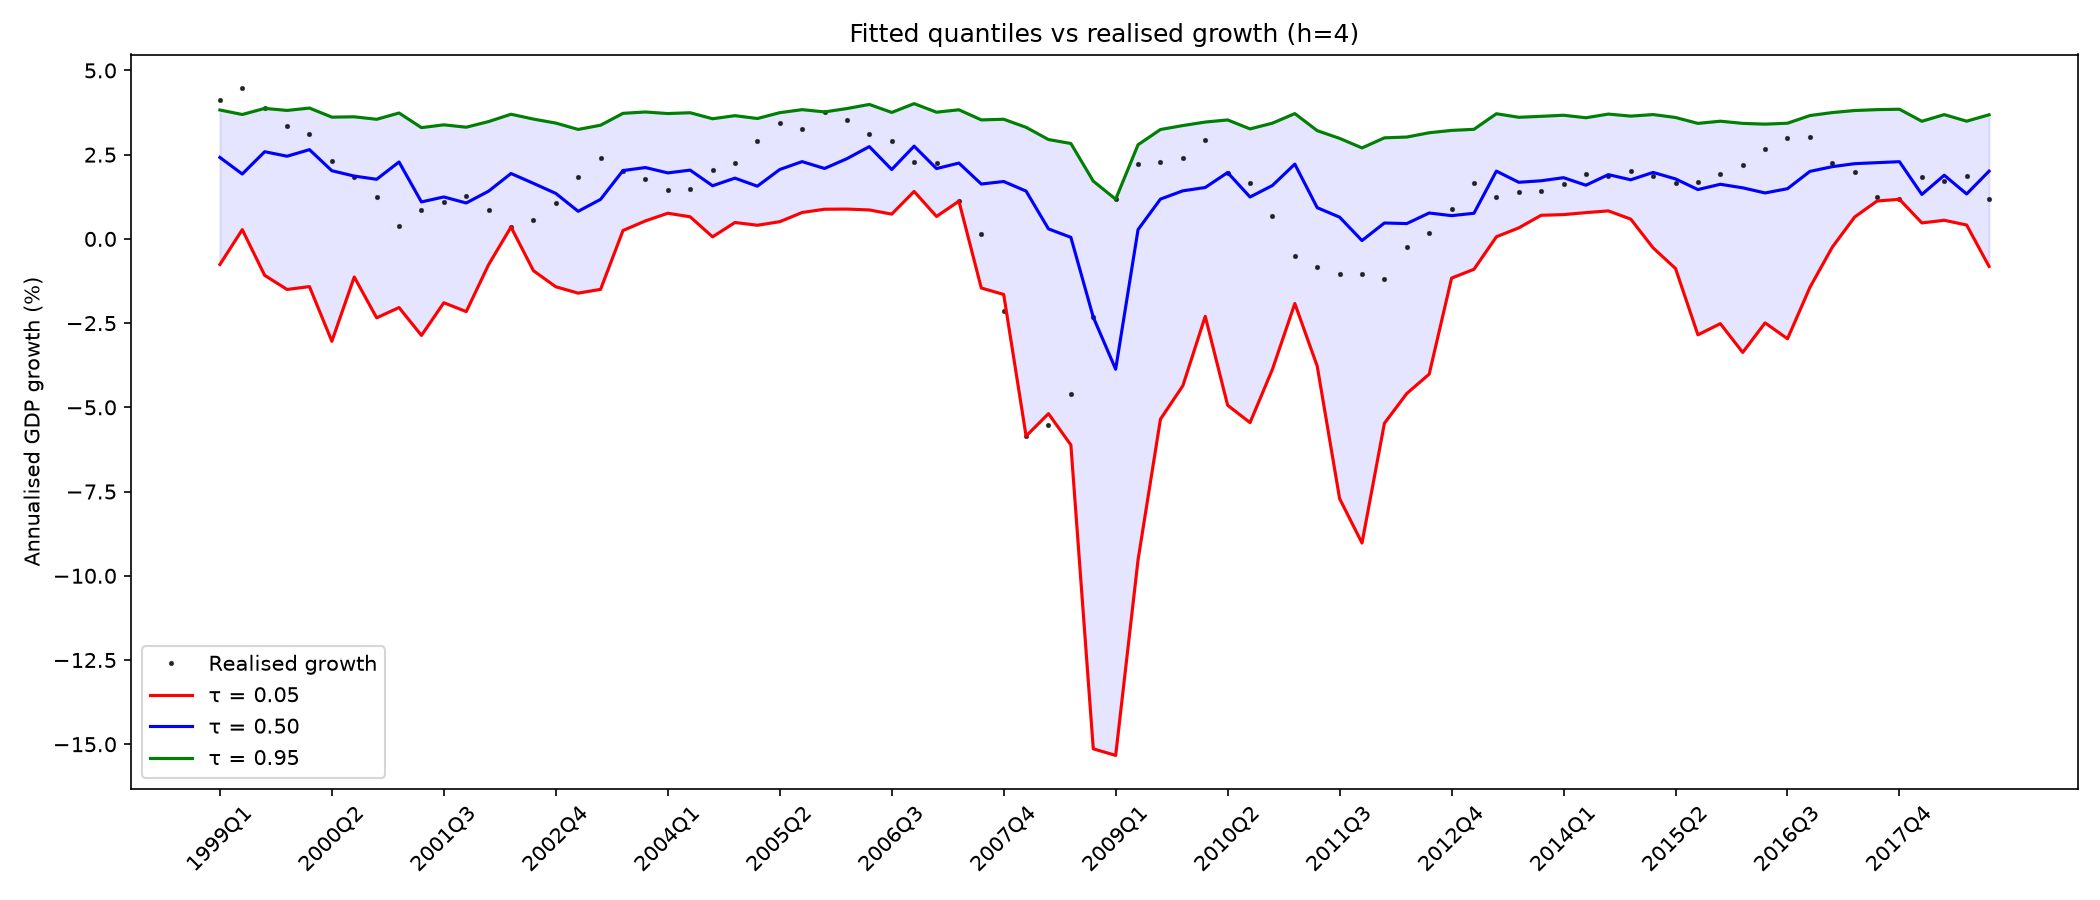 Fitted quantiles vs realised growth (h=4)
Annualised GDP growth (%)
5.0
2.5
0.0
−2.5
−5.0
−7.5
−10.0
−12.5
−15.0
Realised growth
τ = 0.05
τ = 0.50
τ = 0.95
1999Q1
2000Q2
2001Q3
2002Q4
2004Q1
2005Q2
2006Q3
2007Q4
2009Q1
2010Q2
2011Q3
2012Q4
2014Q1
2015Q2
2016Q3
2017Q4